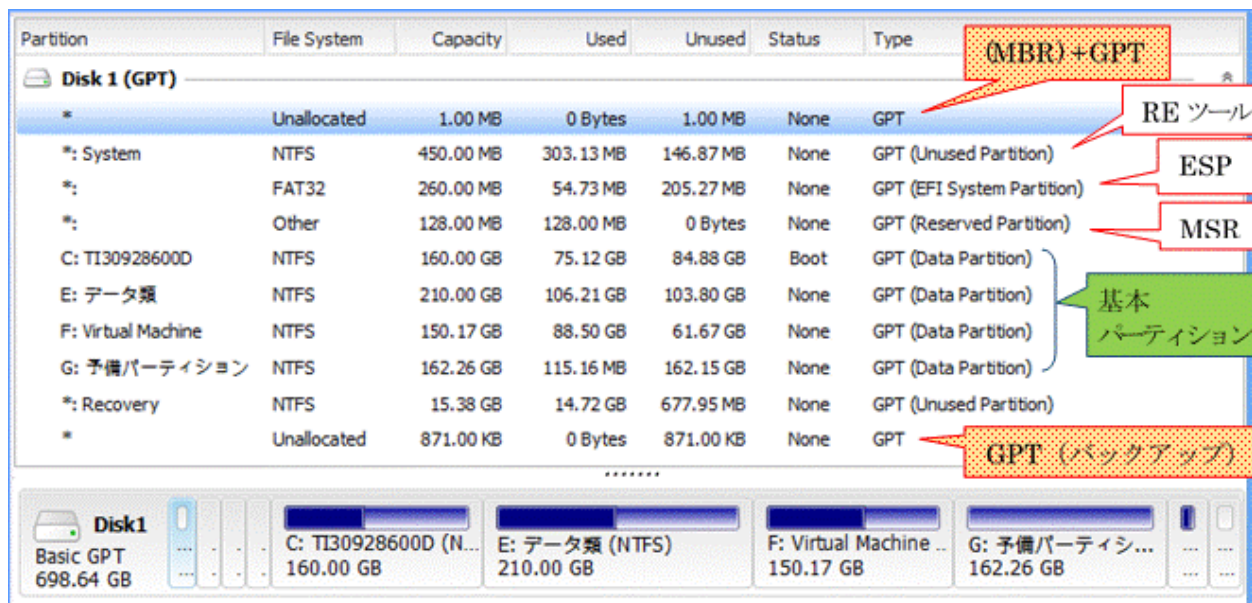 Partition File System Capacity Used Unused Status Type
(MBR)+GPT
Disk 1 (GPT)
* Unallocated 1.00 MB 0 Bytes 1.00 MB None GPT
RE ツール
*: System NTFS 450.00 MB 303.13 MB 146.87 MB None GPT (Unused Partition)
ESP
*: FAT32 260.00 MB 54.73 MB 205.27 MB None GPT (EFI System Partition)
*: Other 128.00 MB 128.00 MB 0 Bytes None GPT (Reserved Partition)
MSR
C: TI30928600D NTFS 160.00 GB 75.12 GB 84.88 GB Boot GPT (Data Partition)
E: データ類 NTFS 210.00 GB 106.21 GB 103.80 GB None GPT (Data Partition)
基本
パーティション
F: Virtual Machine NTFS 150.17 GB 88.50 GB 61.67 GB None GPT (Data Partition)
G: 予備パーティション NTFS 162.26 GB 115.16 MB 162.15 GB None GPT (Data Partition)
*: Recovery NTFS 15.38 GB 14.72 GB 677.95 MB None GPT (Unused Partition)
* Unallocated 871.00 KB 0 Bytes 871.00 KB None GPT
GPT（バックアップ）
Disk1
Basic GPT
698.64 GB
... 
...
C: TI30928600D (N...
160.00 GB
E: データ類 (NTFS)
210.00 GB
F: Virtual Machine ..
150.17 GB
G: 予備パーティシ...
162.26 GB
... ...
... ...